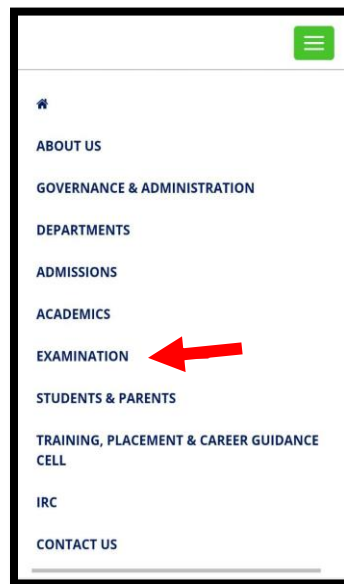 ABOUT US
GOVERNANCE & ADMINISTRATION
DEPARTMENTS
ADMISSIONS
ACADEMICS
EXAMINATION
STUDENTS & PARENTS
TRAINING, PLACEMENT & CAREER GUIDANCE
CELL
IRC
CONTACT US